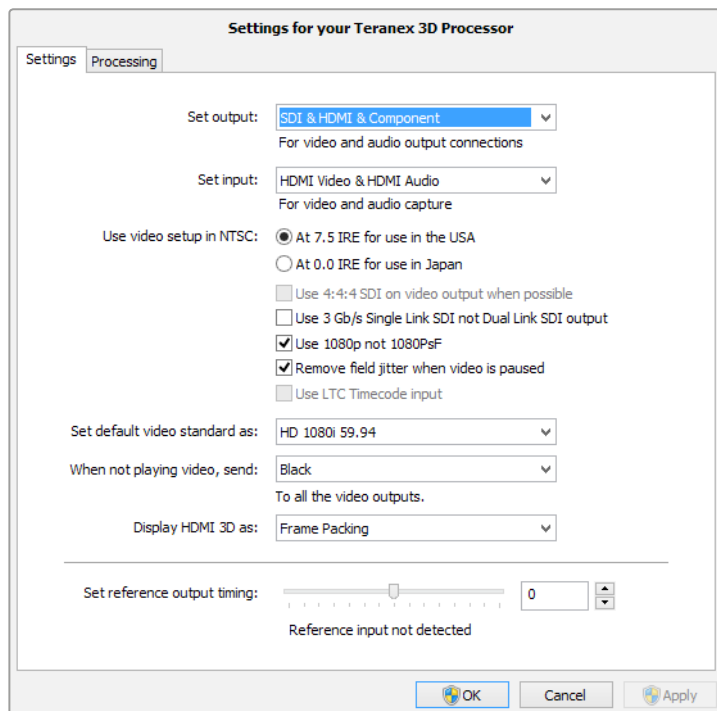 Settings for your Teranex 3D Processor
Settings Processing
Set output: SDI & HDMI & Component
For video and audio output connections
Set input: HDMI Video & HDMI Audio
For video and audio capture
Use video setup in NTSC: At 7.5 IRE for use in the USA
At 0.0 IRE for use in Japan
Use 4:4:4 SDI on video output when possible
Use 3 Gb/s Single Link SDI not Dual Link SDI output
Use 1080p not 1080PsF
Remove field jitter when video is paused
Use LTC Timecode input
Set default video standard as: HD 1080i 59.94
When not playing video, send: Black
To all the video outputs.
Display HDMI 3D as: Frame Packing
Set reference output timing: 0
Reference input not detected
OK Cancel Apply